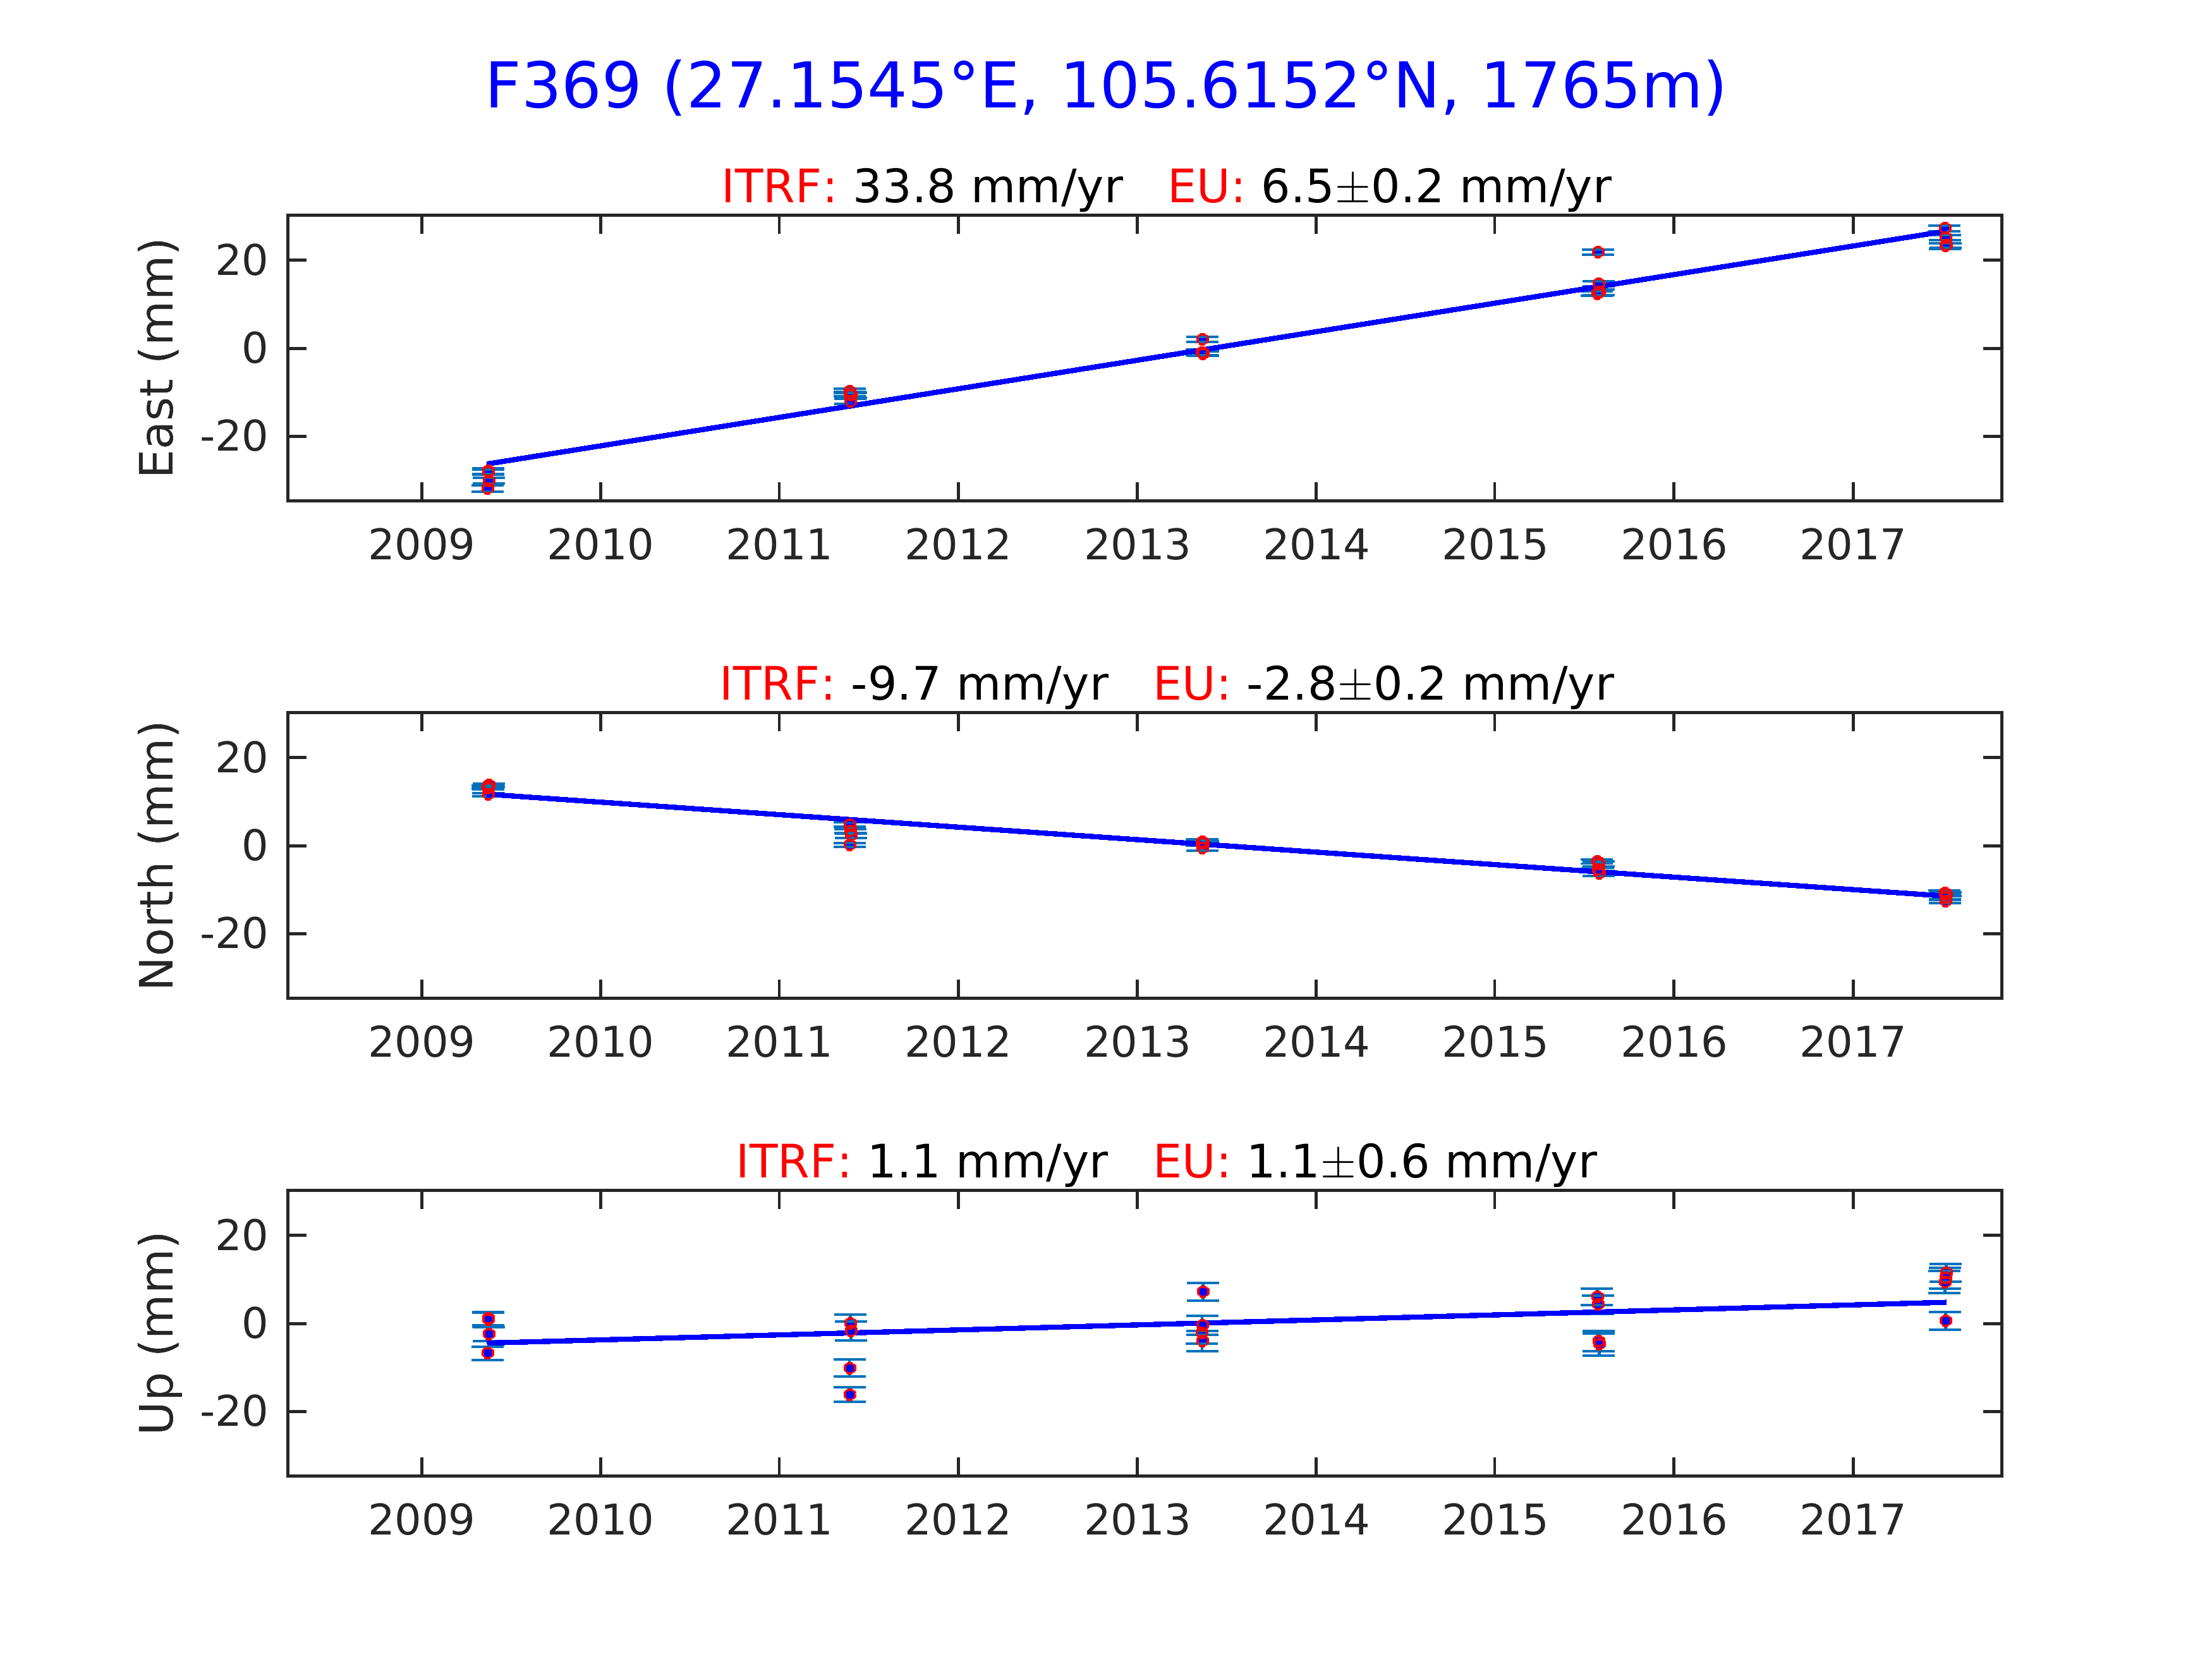 F369 (27.1545°E, 105.6152°N, 1765m)
ITRF: 33.8 mm/yr EU: 6.5±0.2 mm/yr
East (mm)
20
0
-20
2009 2010 2011 2012 2013 2014 2015 2016 2017
ITRF: -9.7 mm/yr EU: -2.8±0.2 mm/yr
North (mm)
20
0
-20
2009 2010 2011 2012 2013 2014 2015 2016 2017
ITRF: 1.1 mm/yr EU: 1.1±0.6 mm/yr
Up (mm)
20
0
-20
2009 2010 2011 2012 2013 2014 2015 2016 2017